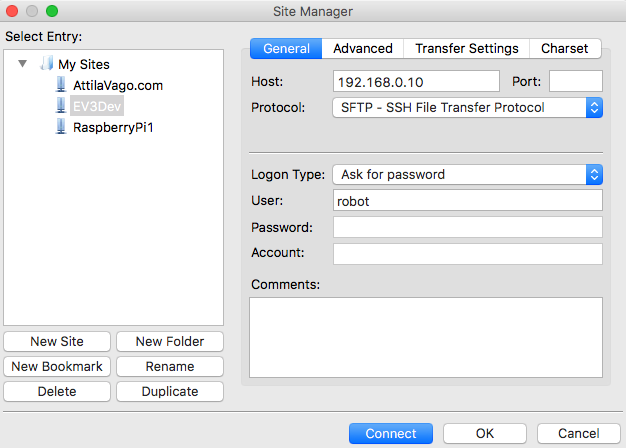 Site Manager
Select Entry:
My Sites
AttilaVago.com
EV3Dev
RaspberryPi1
New Site
New Folder
New Bookmark
Rename
Delete
Duplicate
General
Advanced
Transfer Settings
Charset
Host:
192.168.0.10
Port:
Protocol:
SFTP - SSH File Transfer Protocol
Logon Type:
Ask for password
User:
robot
Password:
Account:
Comments:
Connect
OK
Cancel